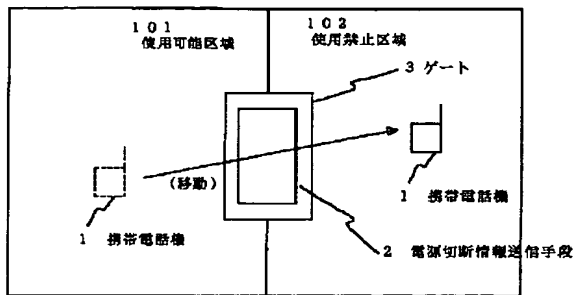 101
使用可能区域
102
使用禁止区域
3 ゲート
(移動)
1 携帯電話機
1 携帯電話機
2 電源切断情報送信手段